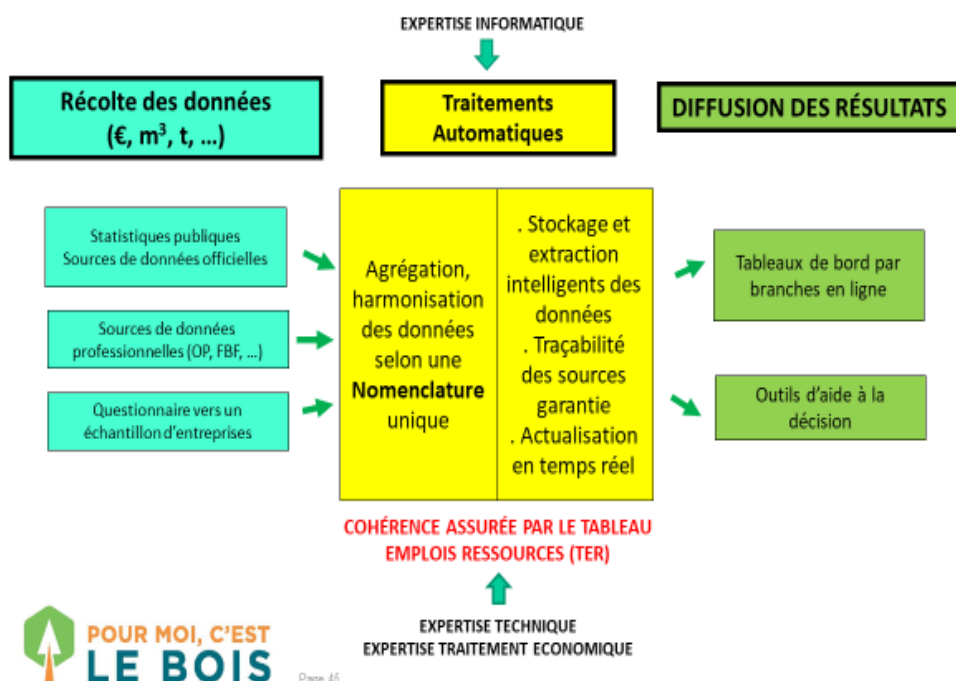 EXPERTISE INFORMATIQUE
Récolte des données
(€, m³, t, ...)
Traitements
Automatiques
DIFFUSION DES RÉSULTATS
Statistiques publiques
Sources de données officielles
Sources de données
professionnelles (OP, FBF, ...)
Questionnaire vers un
échantillon d'entreprises
Agrégation,
harmonisation
des données
selon une
Nomenclature
unique
. Stockage et
extraction
intelligents des
données
. Traçabilité
des sources
garantie
. Actualisation
en temps réel
Tableaux de bord par
branches en ligne
Outils d'aide à la
décision
COHÉRENCE ASSURÉE PAR LE TABLEAU
EMPLOIS RESSOURCES (TER)
EXPERTISE TECHNIQUE
EXPERTISE TRAITEMENT ECONOMIQUE
POUR MOI, C'EST
LE BOIS
Page 45